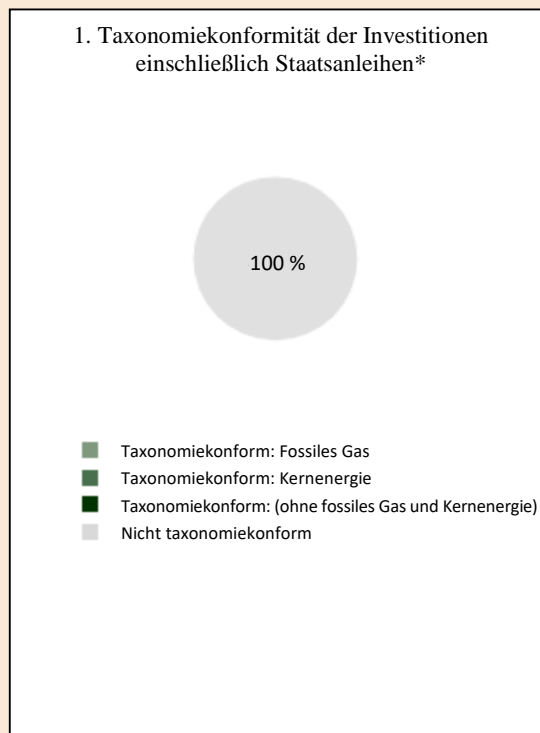 1. Taxonomiekonformität der Investitionen
einschließlich Staatsanleihen*
100 %
Taxonomiekonform: Fossiles Gas
Taxonomiekonform: Kernenergie
Taxonomiekonform: (ohne fossiles Gas und Kernenergie)
Nicht taxonomiekonform